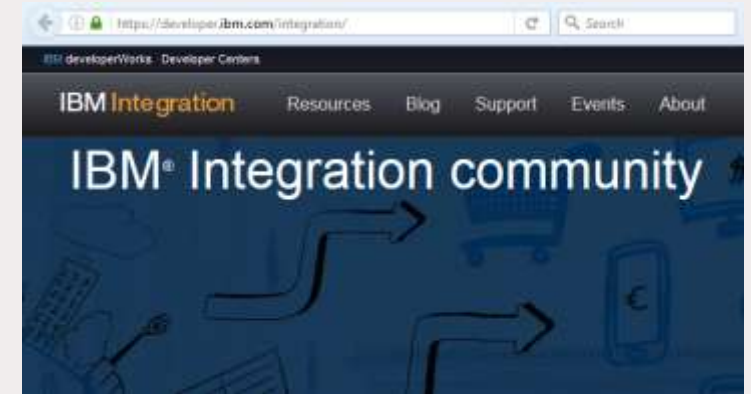 https://developer.ibm.com/integration/
Search
IBM developerWorks Developer Centers
IBM Integration Resources Blog Support Events About
IBM® Integration community
€